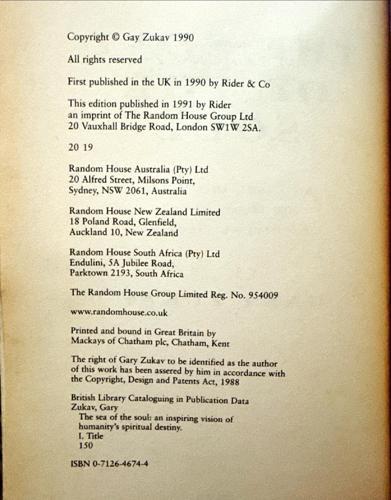 Copyright © Gay Zukav 1990
All rights reserved
First published in the UK in 1990 by Rider & Co
This edition published in 1991 by Rider
an imprint of The Random House Group Ltd
20 Vauxhall Bridge Road, London SW1W 2SA.
20 19
Random House Australia (Pty) Ltd
20 Alfred Street, Milsons Point,
Sydney, NSW 2061, Australia
Random House New Zealand Limited
18 Poland Road, Glenfield,
Auckland 10, New Zealand
Random House South Africa (Pty) Ltd
Endulini, 5A Jubilee Road,
Parktown 2193, South Africa
The Random House Group Limited Reg. No. 954009
www.randomhouse.co.uk
Printed and bound in Great Britain by
Mackays of Chatham plc, Chatham, Kent
The right of Gary Zukav to be identified as the author
of this work has been assered by him in accordance with
the Copyright, Design and Patents Act, 1988
British Library Cataloguing in Publication Data
Zukav, Gary
The sea of the soul: an inspiring vision of
humanity's spiritual destiny.
I. Title
150
ISBN 0-7126-4674-4